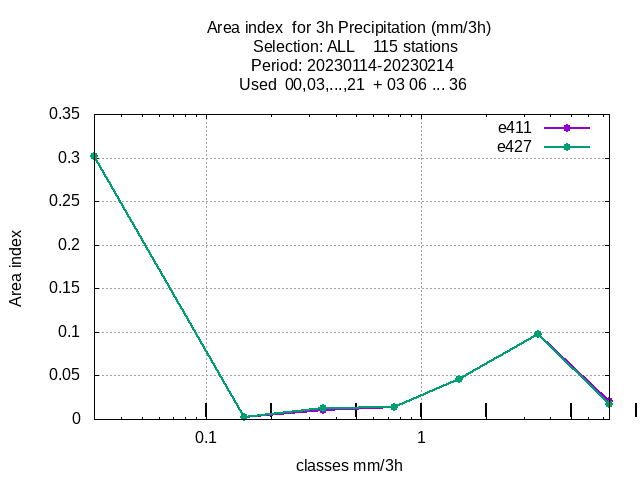 Area index  for 3h Precipitation (mm/3h)
Selection: ALL    115 stations
Period: 20230114-20230214
Used  00,03,...,21  + 03 06 ... 36
0.35
e411
e427
0.3
0.25
0.2
0.15
0.1
0.05
0
Area index
0.1
1
classes mm/3h